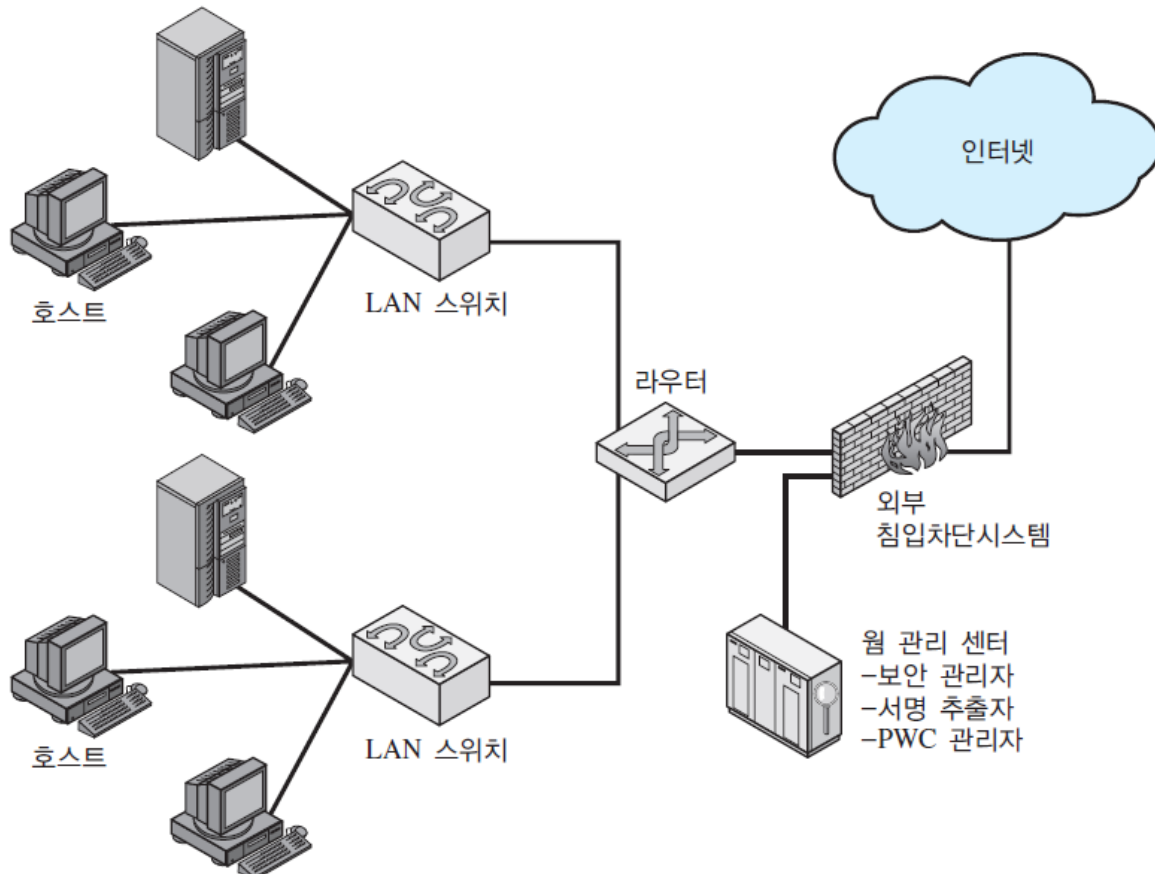 인터넷
호스트
LAN 스위치
라우터
외부
침입차단시스템
웜 관리 센터
–보안 관리자
–서명 추출자
–PWC 관리자
호스트
LAN 스위치